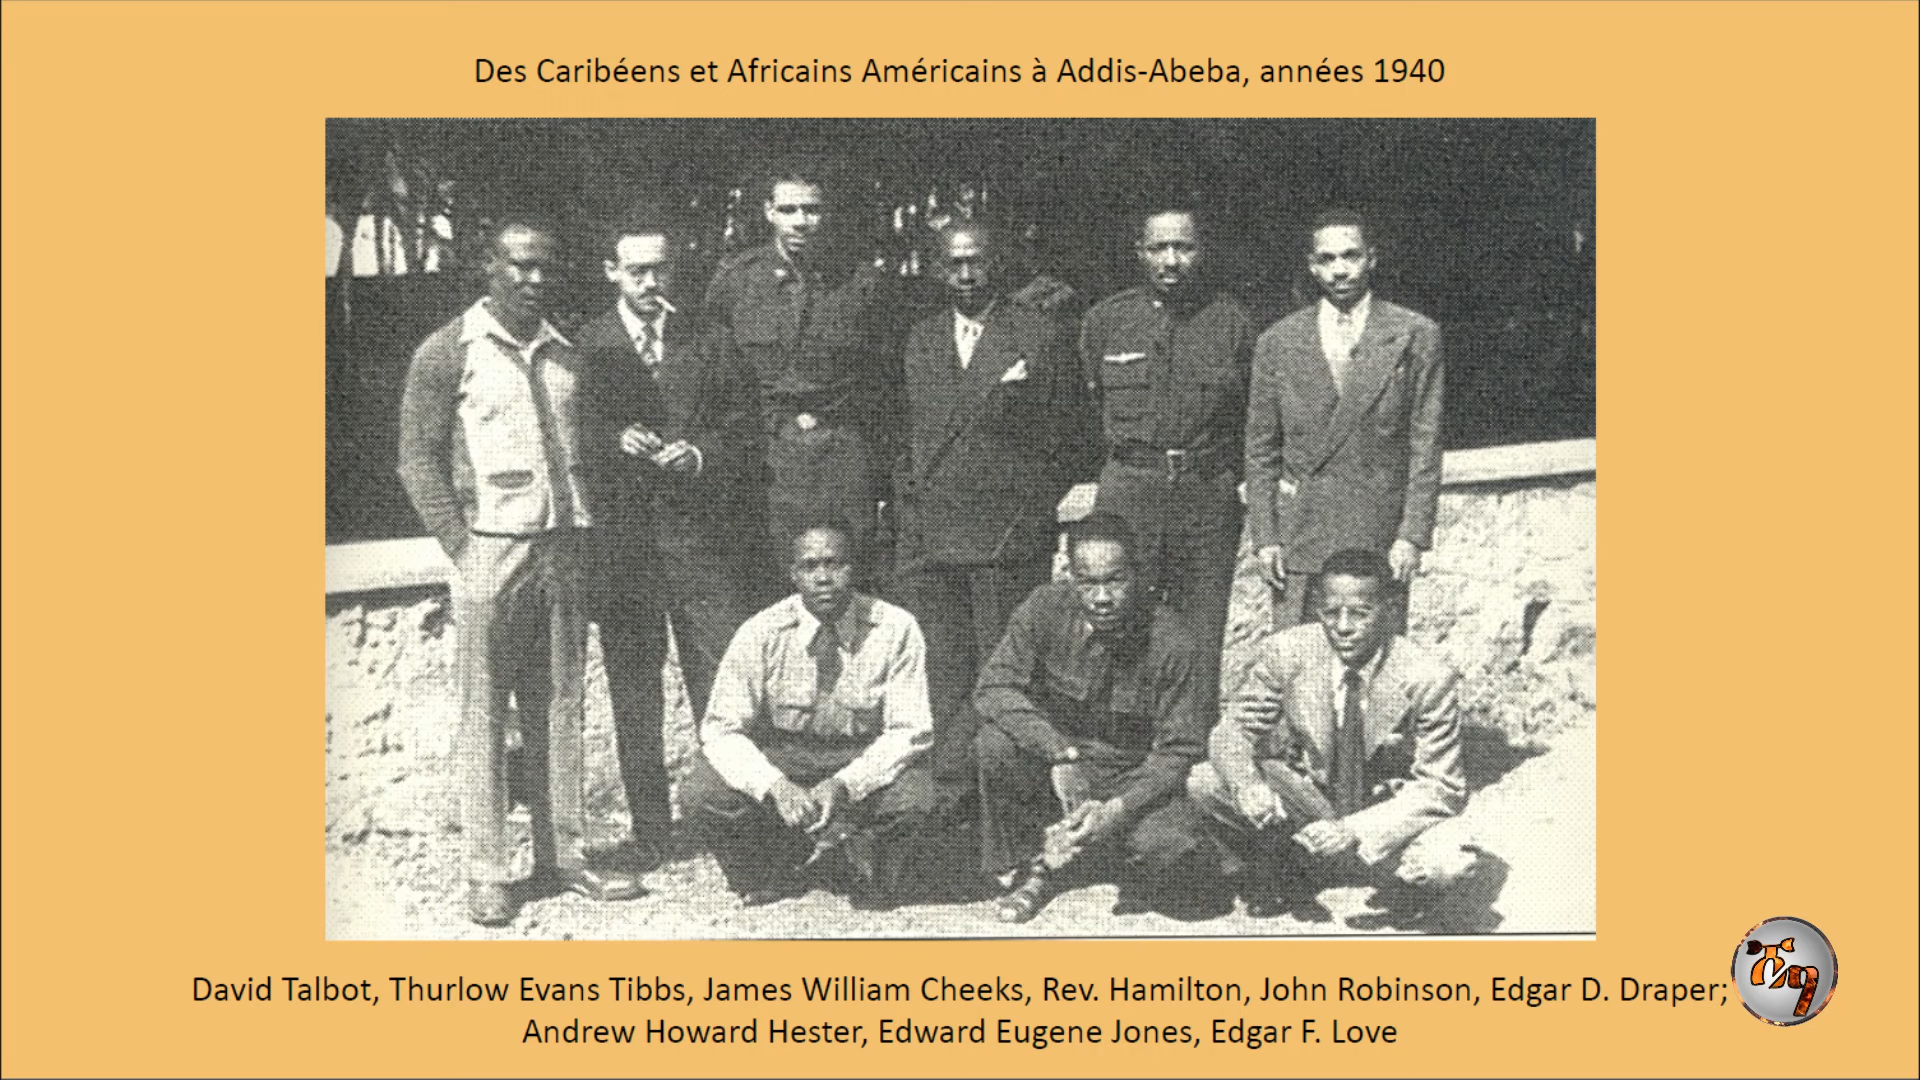 Des Caribéens et Africains Américains à Addis-Abeba, années 1940
David Talbot, Thurlow Evans Tibbs, James William Cheeks, Rev. Hamilton, John Robinson, Edgar D. Draper;
Andrew Howard Hester, Edward Eugene Jones, Edgar F. Love